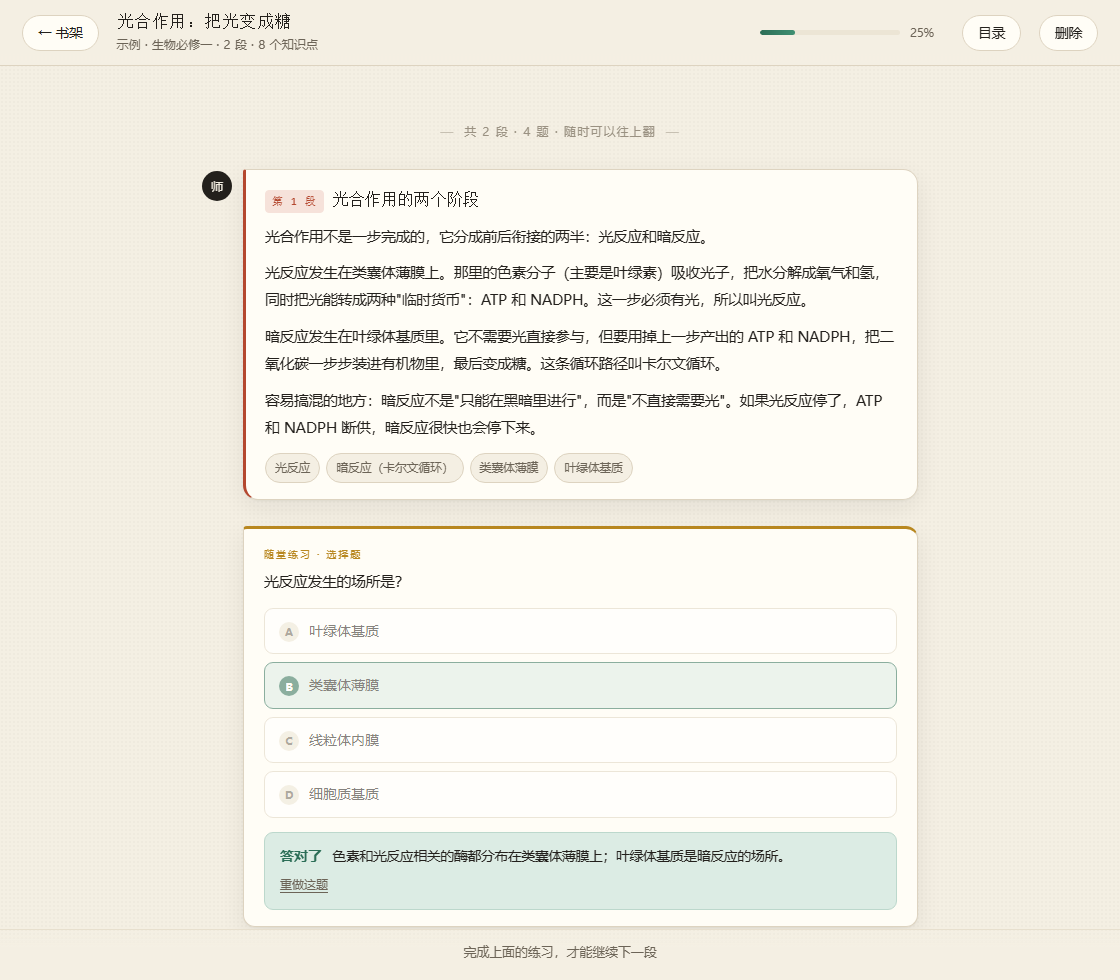 ← 书架
光合作用：把光变成糖
示例 · 生物必修一 · 2 段 · 8 个知识点
25%
目录
删除
— 共 2 段 · 4 题 · 随时可以往上翻 —
师
第 1 段 光合作用的两个阶段
光合作用不是一步完成的，它分成前后衔接的两半：光反应和暗反应。
光反应发生在类囊体薄膜上。那里的色素分子（主要是叶绿素）吸收光子，把水分解成氧气和氢，
同时把光能转成两种"临时货币"：ATP 和 NADPH。这一步必须有光，所以叫光反应。
暗反应发生在叶绿体基质里。它不需要光直接参与，但要用掉上一步产出的 ATP 和 NADPH，把二
氧化碳一步步装进有机物里，最后变成糖。这条循环路径叫卡尔文循环。
容易搞混的地方：暗反应不是"只能在黑暗里进行"，而是"不直接需要光"。如果光反应停了，ATP
和 NADPH 断供，暗反应很快也会停下来。
光反应 暗反应（卡尔文循环） 类囊体薄膜 叶绿体基质
随堂练习 · 选择题
光反应发生的场所是？
A 叶绿体基质
B 类囊体薄膜
C 线粒体内膜
D 细胞质基质
答对了 色素和光反应相关的酶都分布在类囊体薄膜上；叶绿体基质是暗反应的场所。
重做这题
完成上面的练习，才能继续下一段